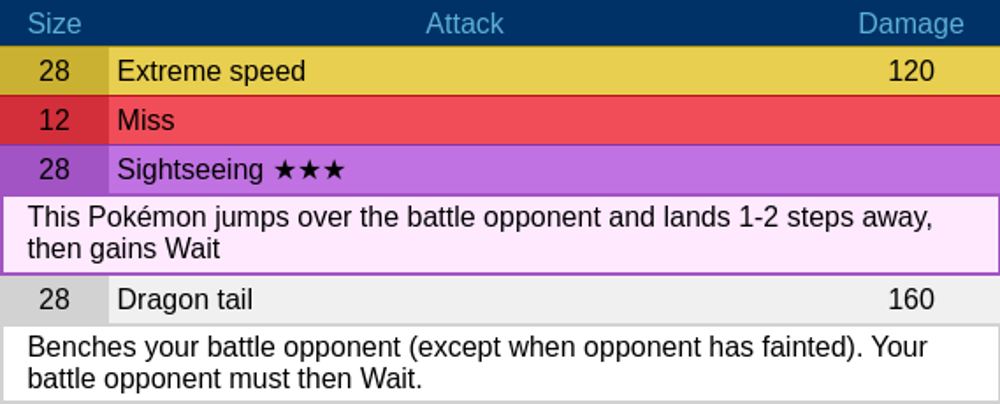 Size Attack Damage
28 Extreme speed 120
12 Miss
28 Sightseeing ★★★
This Pokémon jumps over the battle opponent and lands 1-2 steps away,
then gains Wait
28 Dragon tail 160
Benches your battle opponent (except when opponent has fainted). Your
battle opponent must then Wait.